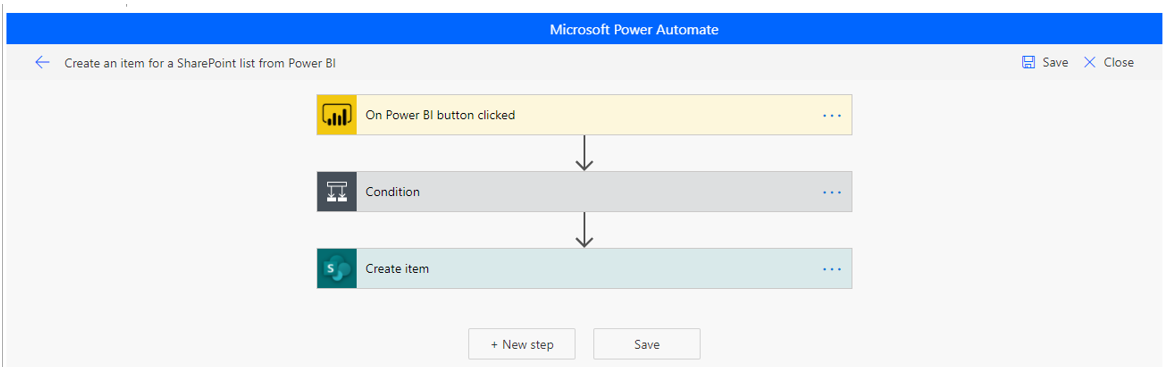 Microsoft Power Automate
Create an item for a SharePoint list from Power BI
Save
Close
On Power BI button clicked
...
Condition
...
S
Create item
...
+ New step
Save